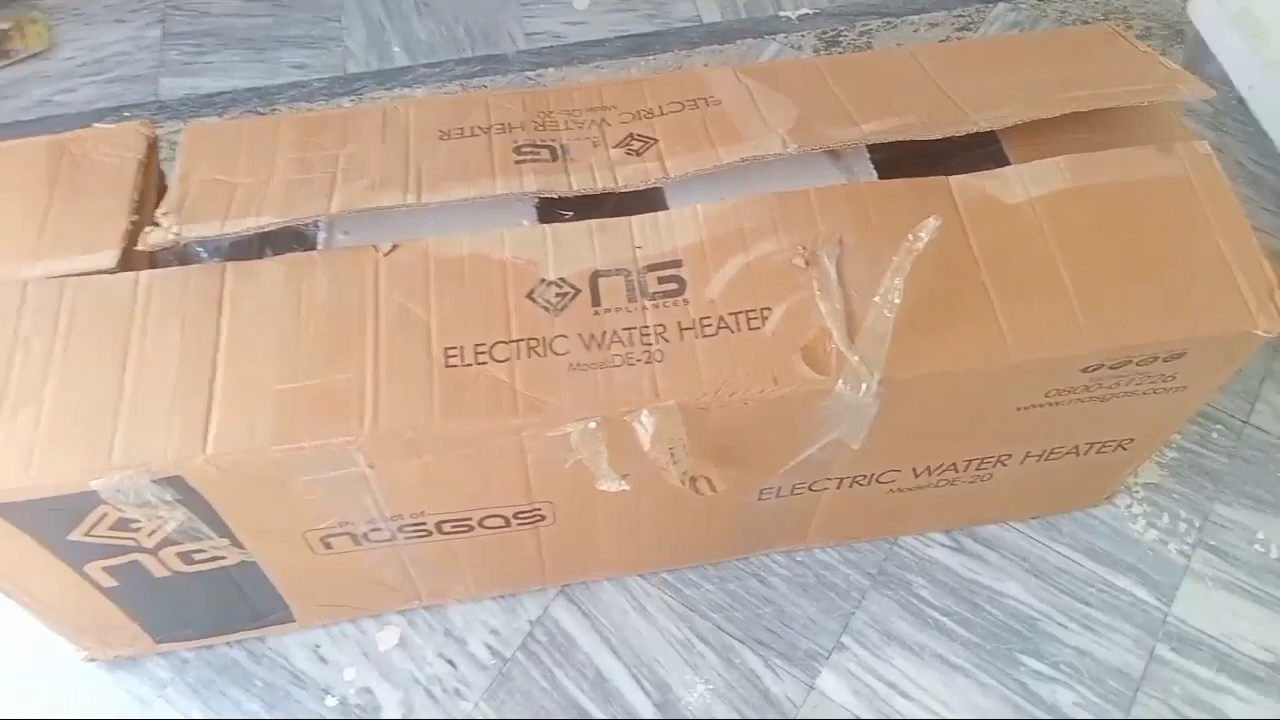 ELECTRIC WATER HEATER
Model:DE-20
NG
NG
APPLIANCES
ELECTRIC WATER HEATER
Model:DE-20
0800-61226
www.nasgas.com
ELECTRIC WATER HEATER
Model:DE-20
Product of
nasGas
NG